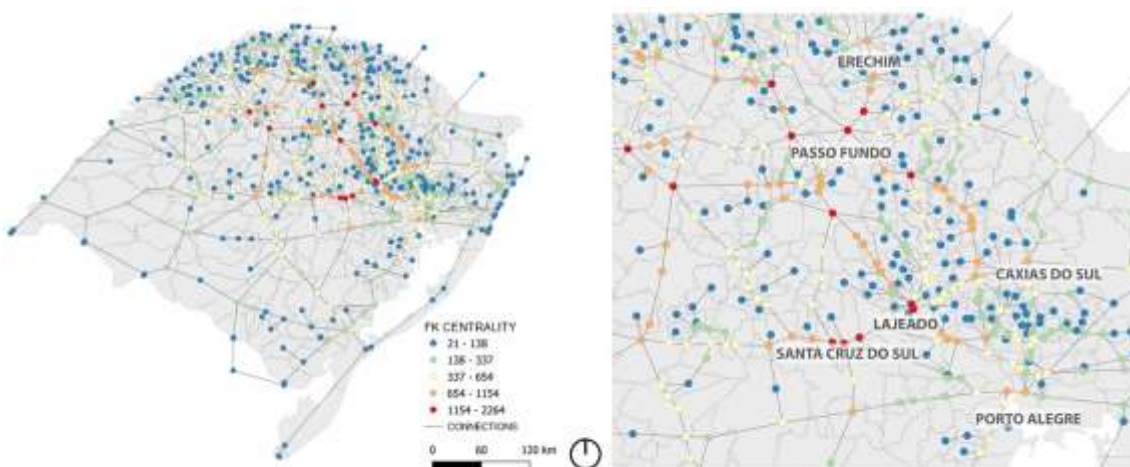 FK CENTRALITY
21 - 138
138 - 337
337 - 654
654 - 1154
1154 - 2264
CONNECTIONS
0 60 120 km
ERECHIM
PASSO FUNDO
CAXIAS DO SUL
LAJEADO
SANTA CRUZ DO SUL
PORTO ALEGRE